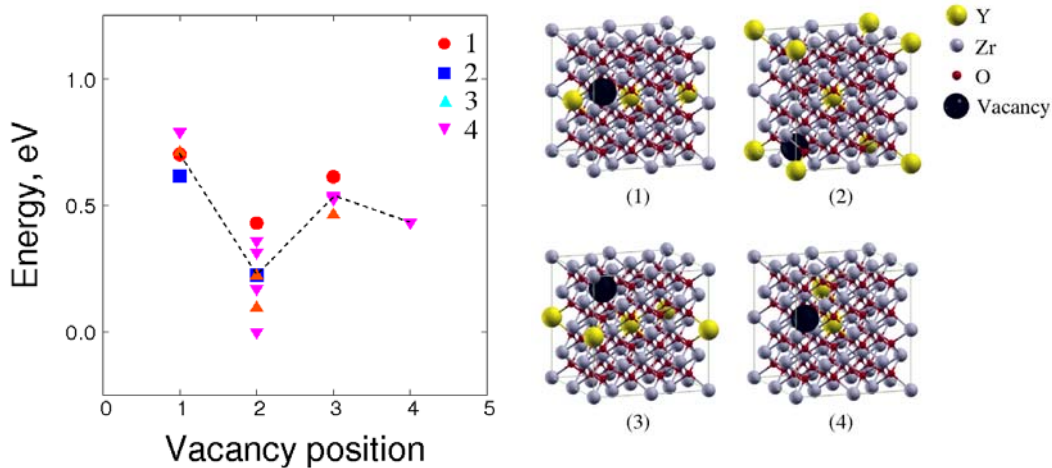 1
2
3
4
1.0
0.5
0.0
0
1
2
3
4
5
Energy, eV
Vacancy position
(1)
(2)
(3)
(4)
Y
Zr
O
Vacancy